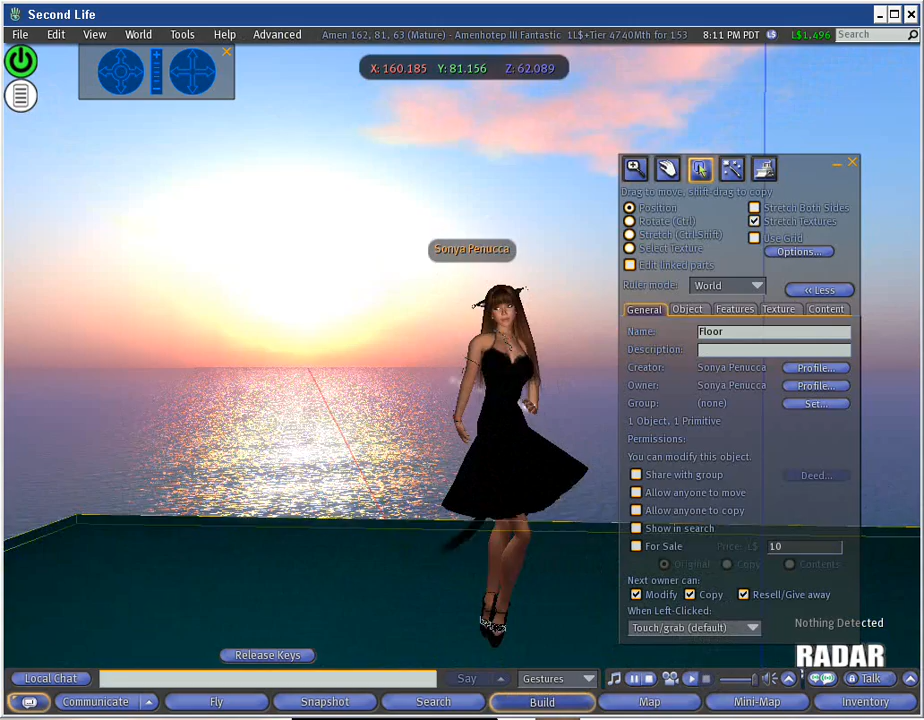 Second Life
File Edit View World Tools Help Advanced Amen 162, 81, 63 (Mature) - Amenhotep III Fantastic 1L$+Tier 4740Mth for 153 8:11 PM PDT L$ L$1,496 Search
X: 160.185 Y: 81.156 Z: 62.089
Drag to move, shift-drag to copy
Position Stretch Both Sides
Rotate (Ctrl) Stretch Textures
Stretch (Ctrl-Shift) Use Grid
Select Texture Options...
Sonya Penucca
Edit linked parts
Ruler mode: World << Less
General Object Features Texture Content
Name: Floor
Description:
Creator: Sonya Penucca Profile...
Owner: Sonya Penucca Profile...
Group: (none) Set...
1 Object, 1 Primitive
Permissions:
You can modify this object.
Share with group Deed...
Allow anyone to move
Allow anyone to copy
Show in search
For Sale Price: L$ 10
Original Copy Contents
Next owner can:
Modify Copy Resell/Give away
When Left-Clicked:
Touch/grab (default)
Nothing Detected
RADAR
Release Keys
Local Chat Say Gestures Talk
Communicate Fly Snapshot Search Build Map Mini-Map Inventory